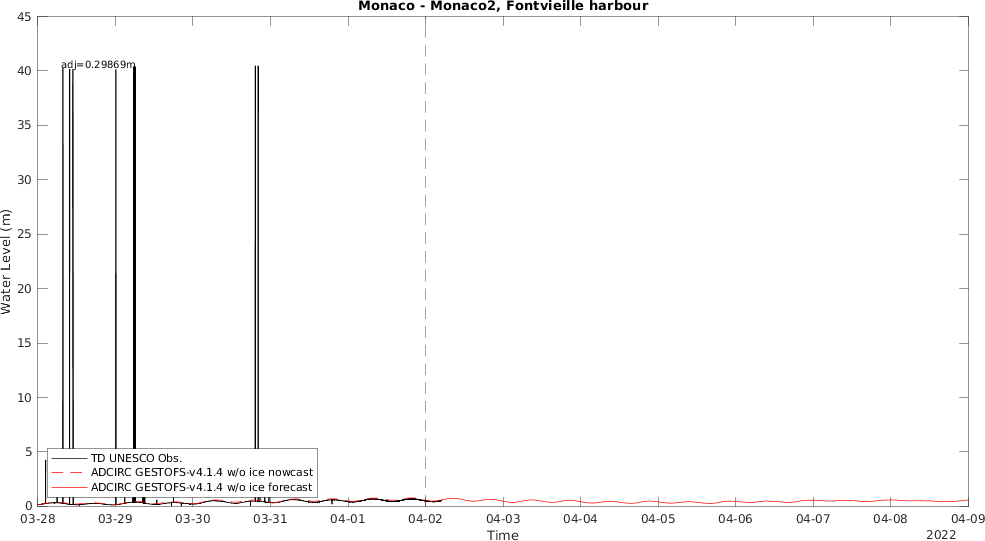 Monaco - Monaco2, Fontvieille harbour
45
40
35
30
25
20
15
10
5
0
Water Level (m)
adj=0.29869m
TD UNESCO Obs.
ADCIRC GESTOFS-v4.1.4 w/o ice nowcast
ADCIRC GESTOFS-v4.1.4 w/o ice forecast
03-28 03-29 03-30 03-31 04-01 04-02 04-03 04-04 04-05 04-06 04-07 04-08 04-09
Time
2022